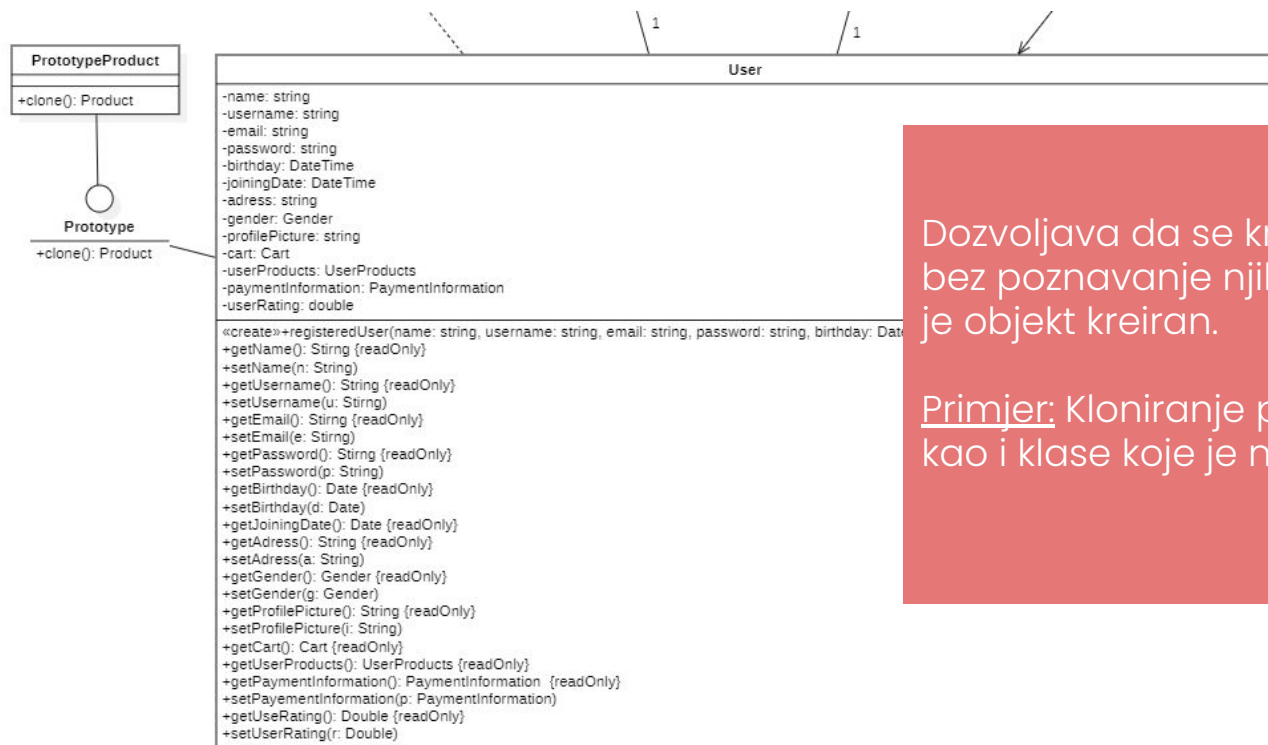 1
1
PrototypeProduct
+clone(): Product
Prototype
+clone(): Product
User
-name: string
-username: string
-email: string
-password: string
-birthday: DateTime
-joiningDate: DateTime
-adress: string
-gender: Gender
-profilePicture: string
-cart: Cart
-userProducts: UserProducts
-paymentInformation: PaymentInformation
-userRating: double
«create»+registeredUser(name: string, username: string, email: string, password: string, birthday: Date
+getName(): Stirng {readOnly}
+setName(n: String)
+getUsername(): String {readOnly}
+setUsername(u: Stirng)
+getEmail(): Stirng {readOnly}
+setEmail(e: Stirng)
+getPassword(): Stirng {readOnly}
+setPassword(p: String)
+getBirthday(): Date {readOnly}
+setBirthday(d: Date)
+getJoiningDate(): Date {readOnly}
+getAdress(): String {readOnly}
+setAdress(a: String)
+getGender(): Gender {readOnly}
+setGender(g: Gender)
+getProfilePicture(): String {readOnly}
+setProfilePicture(i: String)
+getCart(): Cart {readOnly}
+getUserProducts(): UserProducts {readOnly}
+getPaymentInformation(): PaymentInformation {readOnly}
+setPayementInformation(p: PaymentInformation)
+getUseRating(): Double {readOnly}
+setUserRating(r: Double)
Dozvoljava da se
bez poznavanje
je objekt kreiran.
Primjer: Kloniranje
kao i klase koje je